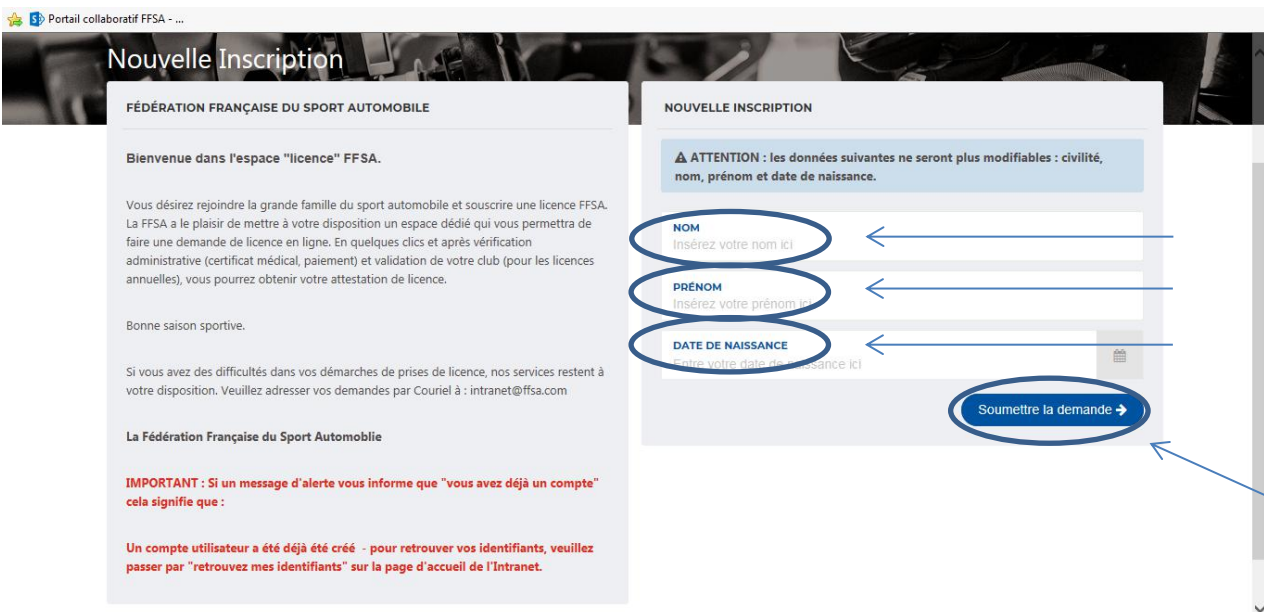 Portail collaboratif FFSA - ...
Nouvelle Inscription
FÉDÉRATION FRANÇAISE DU SPORT AUTOMOBILE
Bienvenue dans l'espace "licence" FFSA.
Vous désirez rejoindre la grande famille du sport automobile et souscrire une licence FFSA.
La FFSA a le plaisir de mettre à votre disposition un espace dédié qui vous permettra de
faire une demande de licence en ligne. En quelques clics et après vérification
administrative (certificat médical, paiement) et validation de votre club (pour les licences
annuelles), vous pourrez obtenir votre attestation de licence.
Bonne saison sportive.
Si vous avez des difficultés dans vos démarches de prises de licence, nos services restent à
votre disposition. Veuillez adresser vos demandes par Couriel à : intranet@ffsa.com
La Fédération Française du Sport Automoblie
IMPORTANT : Si un message d'alerte vous informe que "vous avez déjà un compte"
cela signifie que :
Un compte utilisateur a été déjà été créé - pour retrouver vos identifiants, veuillez
passer par "retrouvez mes identifiants" sur la page d'accueil de l'Intranet.
NOUVELLE INSCRIPTION
ATTENTION : les données suivantes ne seront plus modifiables : civilité,
nom, prénom et date de naissance.
NOM
Insérez votre nom ici
PRÉNOM
Insérez votre prénom ici
DATE DE NAISSANCE
Entre votre date de naissance ici
Soumettre la demande →